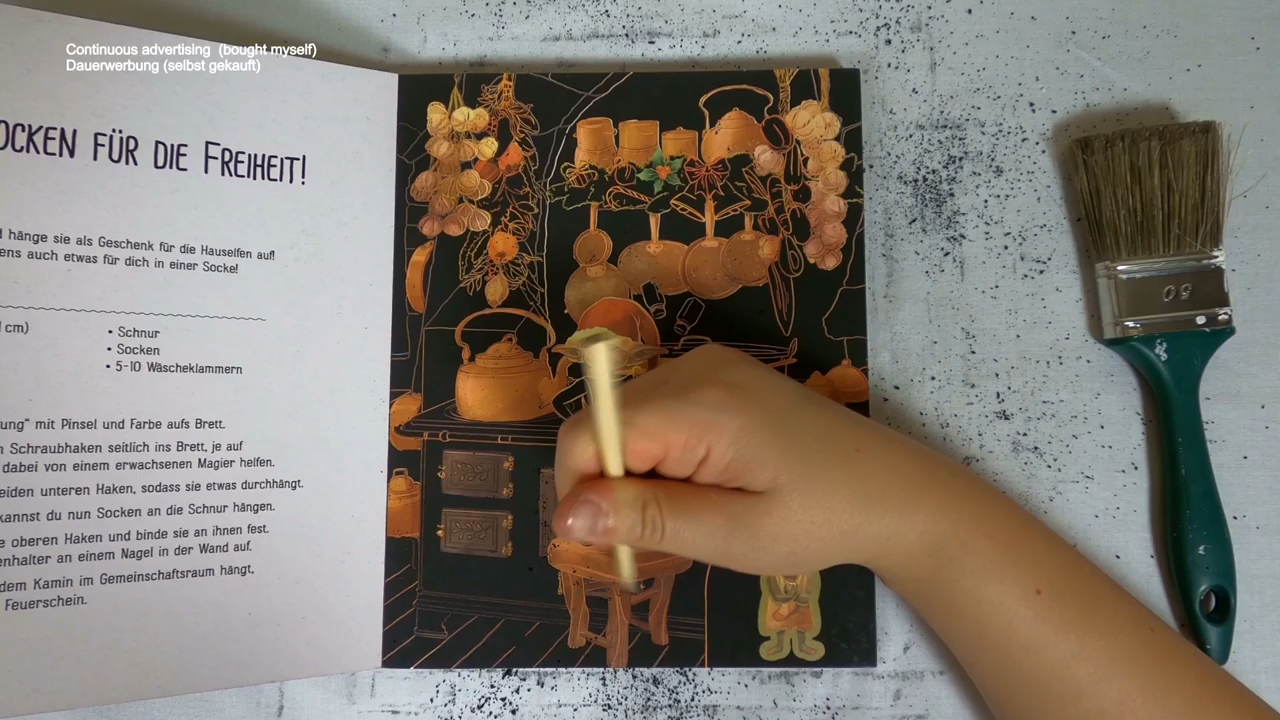 Continuous advertising (bought myself)
Dauerwerbung (selbst gekauft)
OCKEN FÜR DIE FREIHEIT!
hänge sie als Geschenk für die Hauselfen auf!
ens auch etwas für dich in einer Socke!
cm)
• Schnur
• Socken
• 5-10 Wäscheklammern
ung“ mit Pinsel und Farbe aufs Brett.
n Schraubhaken seitlich ins Brett, je auf
dabei von einem erwachsenen Magier helfen.
eiden unteren Haken, sodass sie etwas durchhängt.
kannst du nun Socken an die Schnur hängen.
e oberen Haken und binde sie an ihnen fest.
enhalter an einem Nagel in der Wand auf.
dem Kamin im Gemeinschaftsraum hängt,
Feuerschein.
50